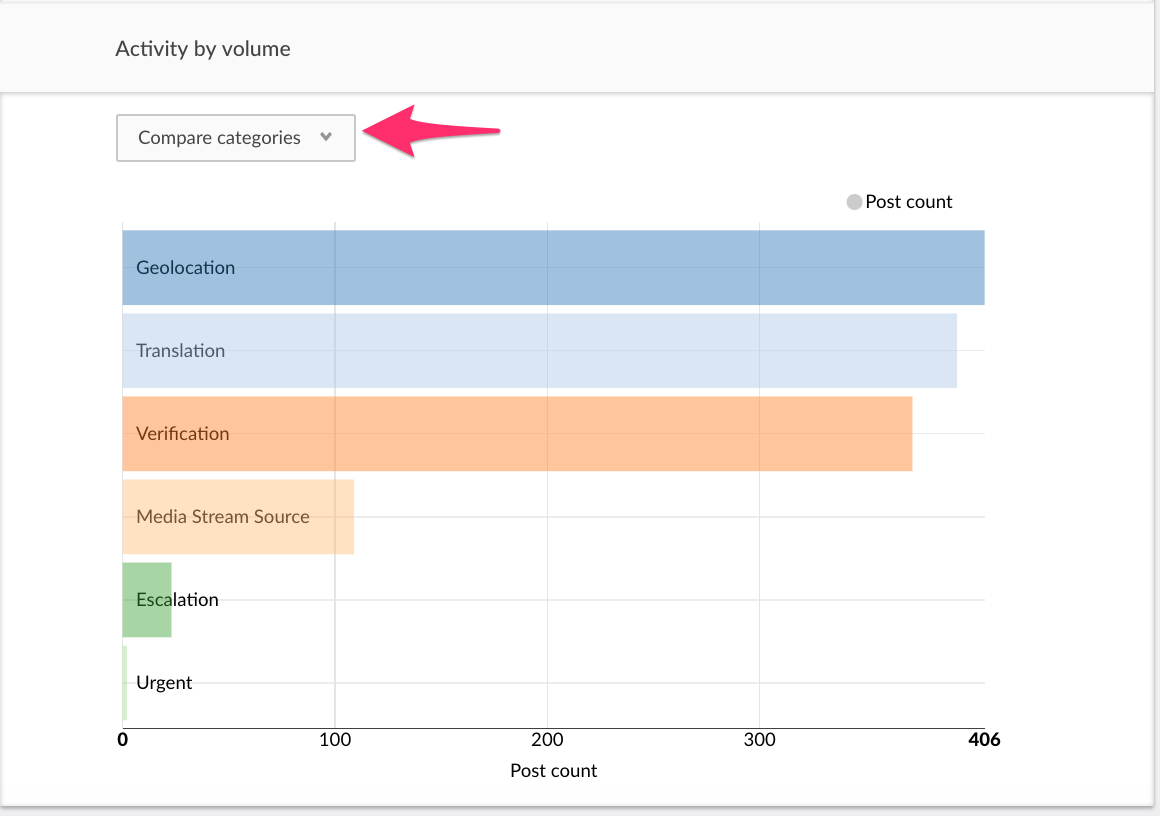 Activity by volume
Compare categories
Post count
Geolocation
Translation
Verification
Media Stream Source
Escalation
Urgent
0 100 200 300 406
Post count